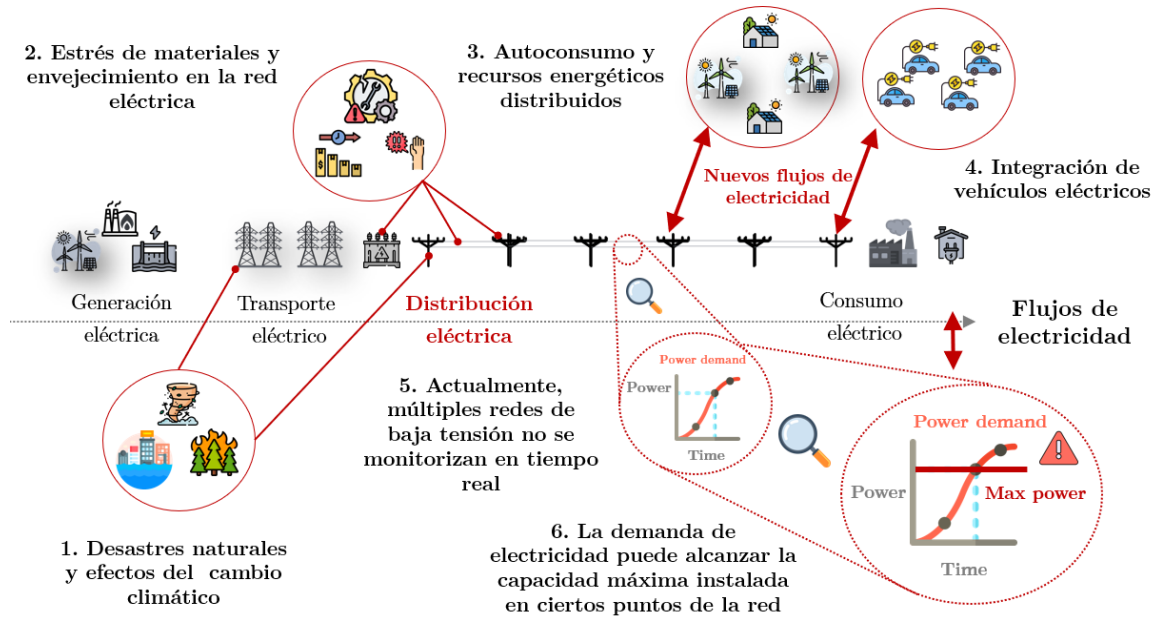 2. Estrés de materiales y
envejecimiento en la red
eléctrica
3. Autoconsumo y
recursos energéticos
distribuidos
Nuevos flujos de
electricidad
4. Integración de
vehículos eléctricos
Generación
eléctrica
Transporte
eléctrico
Distribución
eléctrica
Consumo
eléctrico
Flujos de
electricidad
1. Desastres naturales
y efectos del cambio
climático
5. Actualmente,
múltiples redes de
baja tensión no se
monitorizan en tiempo
real
Power demand
Power
Time
6. La demanda de
electricidad puede alcanzar la
capacidad máxima instalada
en ciertos puntos de la red
Power demand
Power
Max power
Time